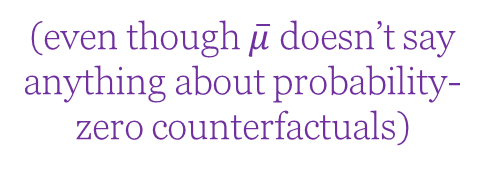 (even though μ̄ doesn't say
anything about probability-
zero counterfactuals)